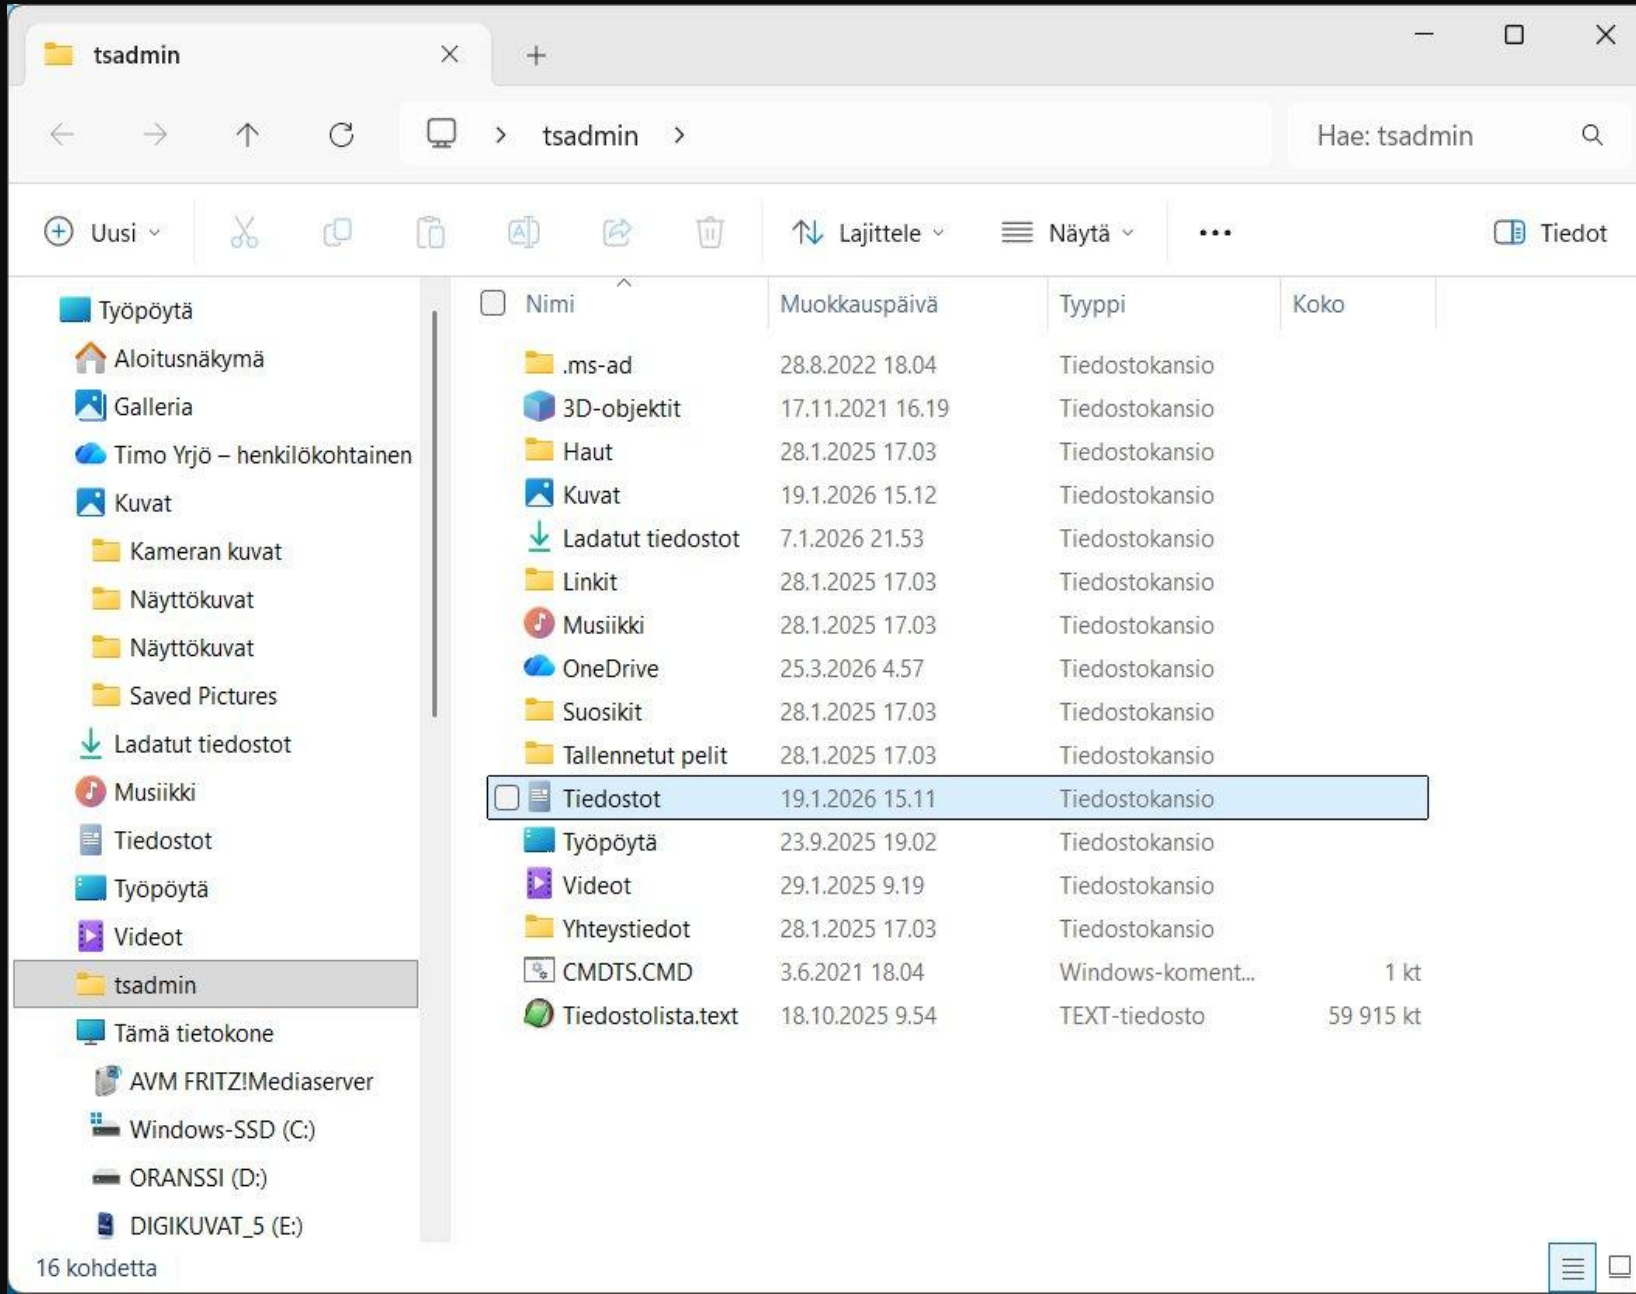 tsadmin
tsadmin
Hae: tsadmin
Uusi
Lajittele
Näytä
Tiedot
Työpöytä
Aloitusnäkymä
Galleria
Timo Yrjö – henkilökohtainen
Kuvat
Kameran kuvat
Näyttökuvat
Näyttökuvat
Saved Pictures
Ladatut tiedostot
Musiikki
Tiedostot
Työpöytä
Videot
tsadmin
Tämä tietokone
AVM FRITZ!Mediaserver
Windows-SSD (C:)
ORANSSI (D:)
DIGIKUVAT_5 (E:)
Nimi Muokkauspäivä Tyyppi Koko
.ms-ad 28.8.2022 18.04 Tiedostokansio
3D-objektit 17.11.2021 16.19 Tiedostokansio
Haut 28.1.2025 17.03 Tiedostokansio
Kuvat 19.1.2026 15.12 Tiedostokansio
Ladatut tiedostot 7.1.2026 21.53 Tiedostokansio
Linkit 28.1.2025 17.03 Tiedostokansio
Musiikki 28.1.2025 17.03 Tiedostokansio
OneDrive 25.3.2026 4.57 Tiedostokansio
Suosikit 28.1.2025 17.03 Tiedostokansio
Tallennetut pelit 28.1.2025 17.03 Tiedostokansio
Tiedostot 19.1.2026 15.11 Tiedostokansio
Työpöytä 23.9.2025 19.02 Tiedostokansio
Videot 29.1.2025 9.19 Tiedostokansio
Yhteystiedot 28.1.2025 17.03 Tiedostokansio
CMDTS.CMD 3.6.2021 18.04 Windows-koment... 1 kt
Tiedostolista.text 18.10.2025 9.54 TEXT-tiedosto 59 915 kt
16 kohdetta